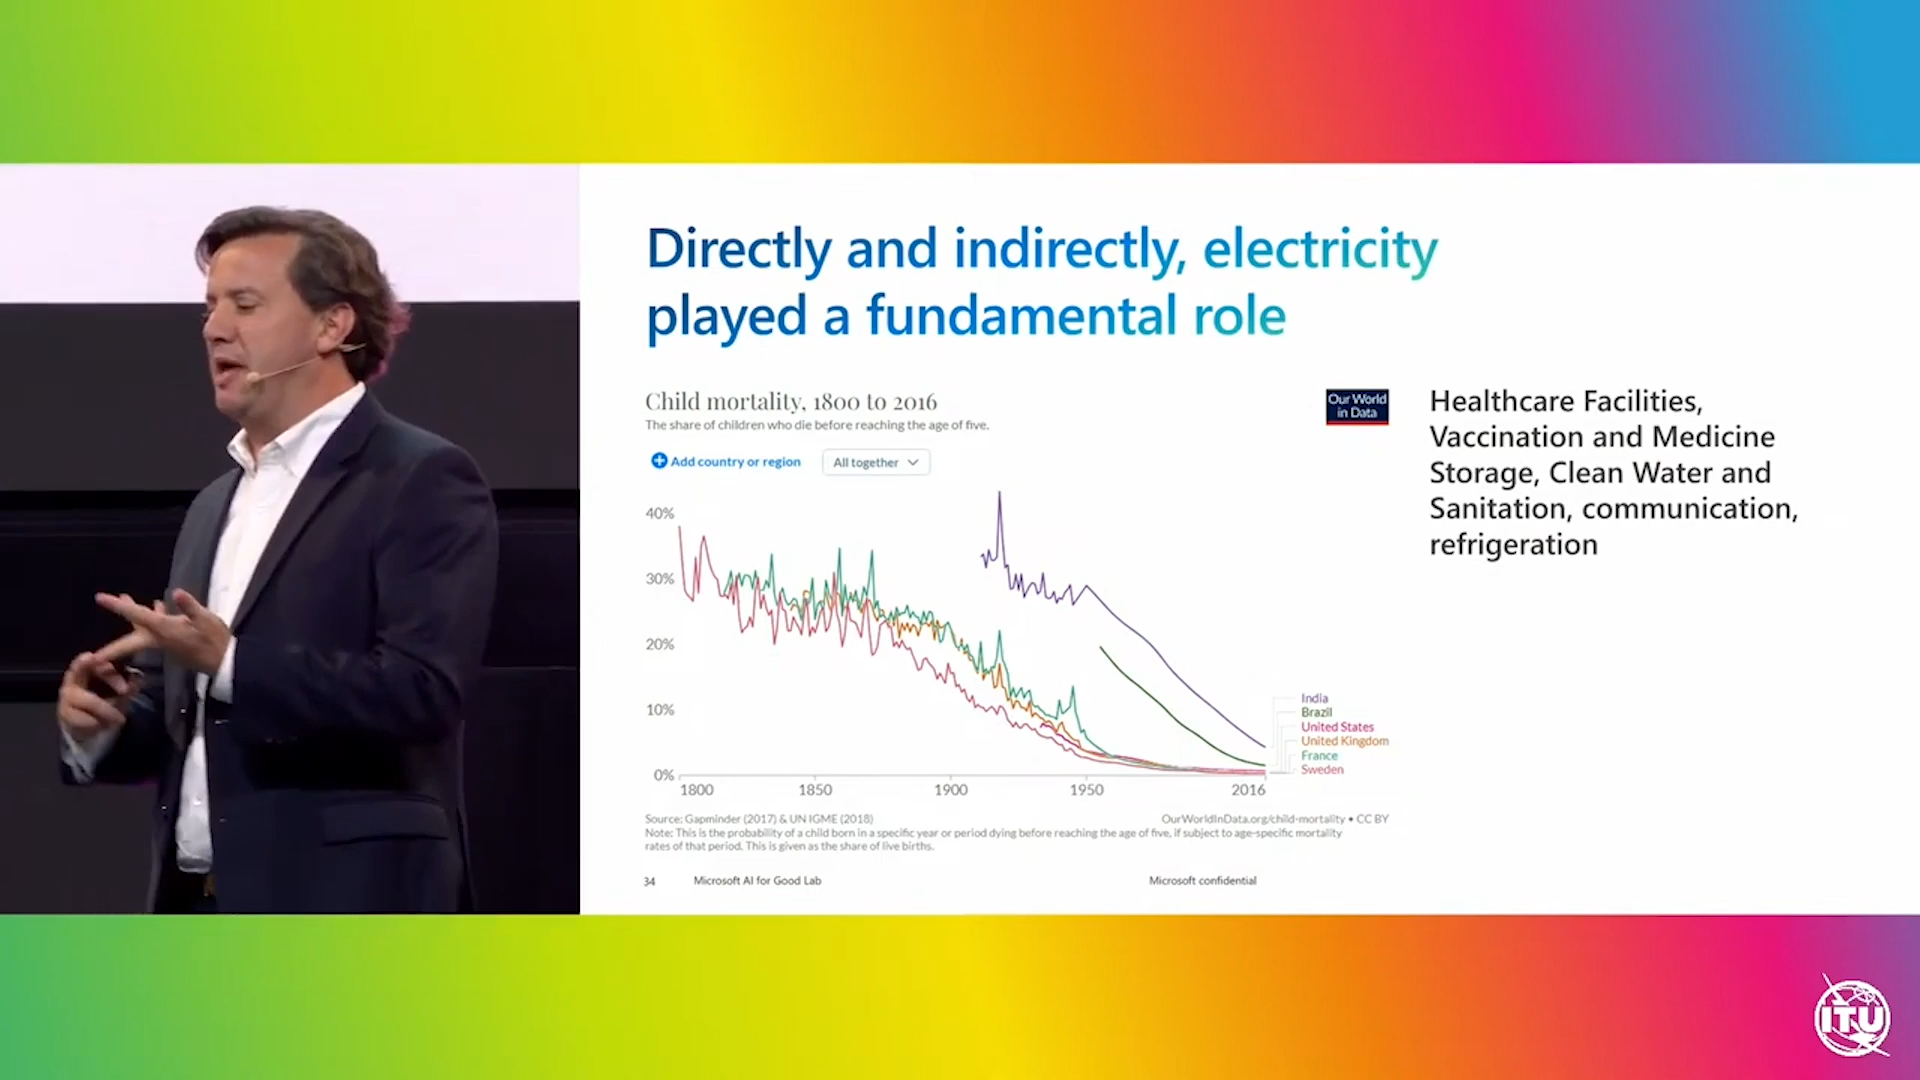 Directly and indirectly, electricity
played a fundamental role
Child mortality, 1800 to 2016
The share of children who die before reaching the age of five.
Our World
in Data
Add country or region
All together
40%
30%
20%
10%
0%
1800
1850
1900
1950
2016
India
Brazil
United States
United Kingdom
France
Sweden
Source: Gapminder (2017) & UN IGME (2018)
OurWorldInData.org/child-mortality • CC BY
Note: This is the probability of a child born in a specific year or period dying before reaching the age of five, if subject to age-specific mortality
rates of that period. This is given as the share of live births.
34
Microsoft AI for Good Lab
Microsoft confidential
Healthcare Facilities,
Vaccination and Medicine
Storage, Clean Water and
Sanitation, communication,
refrigeration
ITU